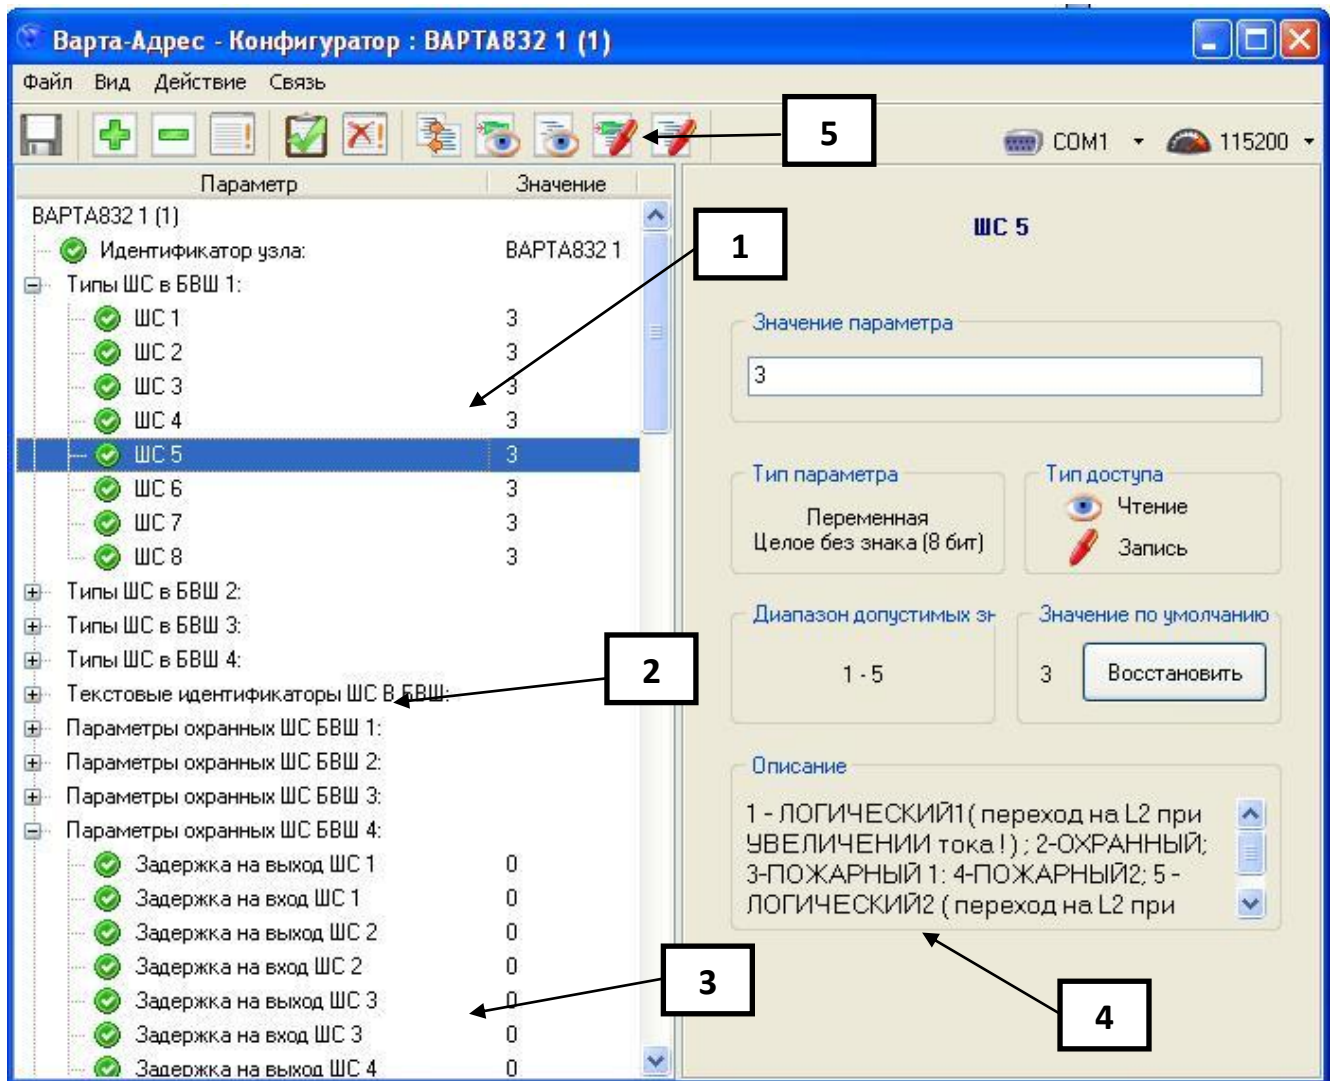 Варта-Адрес - Конфигуратор : ВАРТА832 1 (1)
Файл Вид Действие Связь
5
COM1 115200
Параметр Значение
ВАРТА832 1 (1)
Идентификатор узла: ВАРТА832 1
Типы ШС в БВШ 1:
ШС 1 3
ШС 2 3
ШС 3 3
ШС 4 3
ШС 5 3
ШС 6 3
ШС 7 3
ШС 8 3
Типы ШС в БВШ 2:
Типы ШС в БВШ 3:
Типы ШС в БВШ 4:
Текстовые идентификаторы ШС В БВШ:
Параметры охранных ШС БВШ 1:
Параметры охранных ШС БВШ 2:
Параметры охранных ШС БВШ 3:
Параметры охранных ШС БВШ 4:
Задержка на выход ШС 1 0
Задержка на вход ШС 1 0
Задержка на выход ШС 2 0
Задержка на вход ШС 2 0
Задержка на выход ШС 3 0
Задержка на вход ШС 3 0
Задержка на выход ШС 4 0
1
2
3
ШС 5
Значение параметра
3
Тип параметра
Переменная
Целое без знака (8 бит)
Тип доступа
Чтение
Запись
Диапазон допустимых зн
1 - 5
Значение по умолчанию
3 Восстановить
Описание
1 - ЛОГИЧЕСКИЙ1 ( переход на L2 при
УВЕЛИЧЕНИИ тока !) ; 2-ОХРАННЫЙ;
3-ПОЖАРНЫЙ 1: 4-ПОЖАРНЫЙ2; 5 -
ЛОГИЧЕСКИЙ2 ( переход на L2 при
4